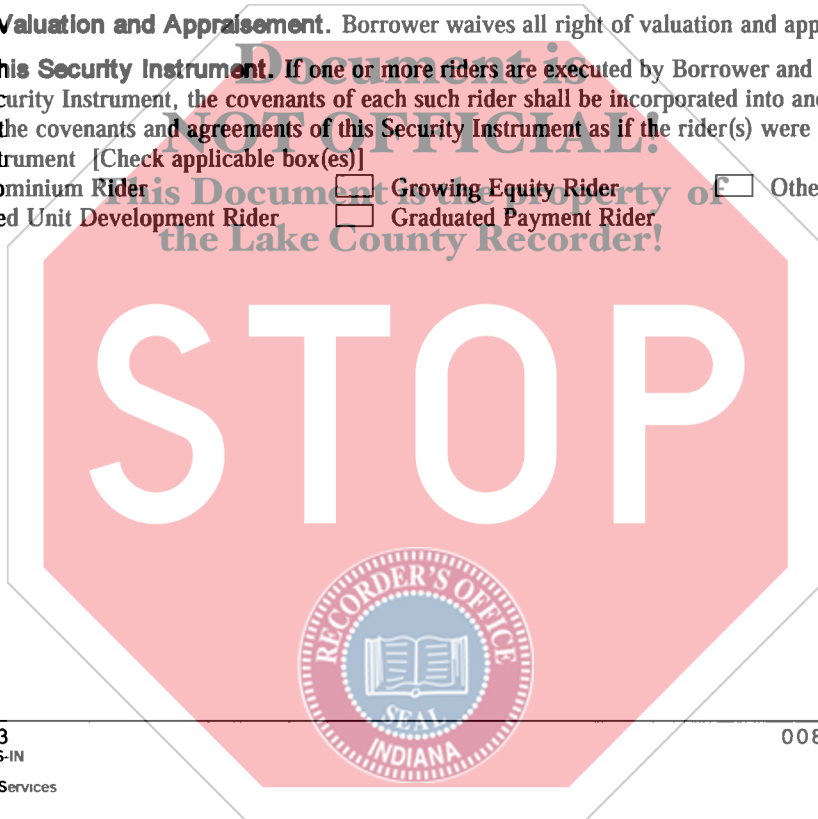 Valuation and Appraisement. Borrower waives all right of valuation and app
his Security Instrument. If one or more riders are executed by Borrower and
curity Instrument, the covenants of each such rider shall be incorporated into and
the covenants and agreements of this Security Instrument as if the rider(s) were
trument [Check applicable box(es)]
ominium Rider Growing Equity Rider Othe
ed Unit Development Rider Graduated Payment Rider
Document is
NOT OFFICIAL!
This Document is the property of
the Lake County Recorder!
STOP
RECORDER'S OFFICE
SEAL
INDIANA
3 008
S-IN
Services